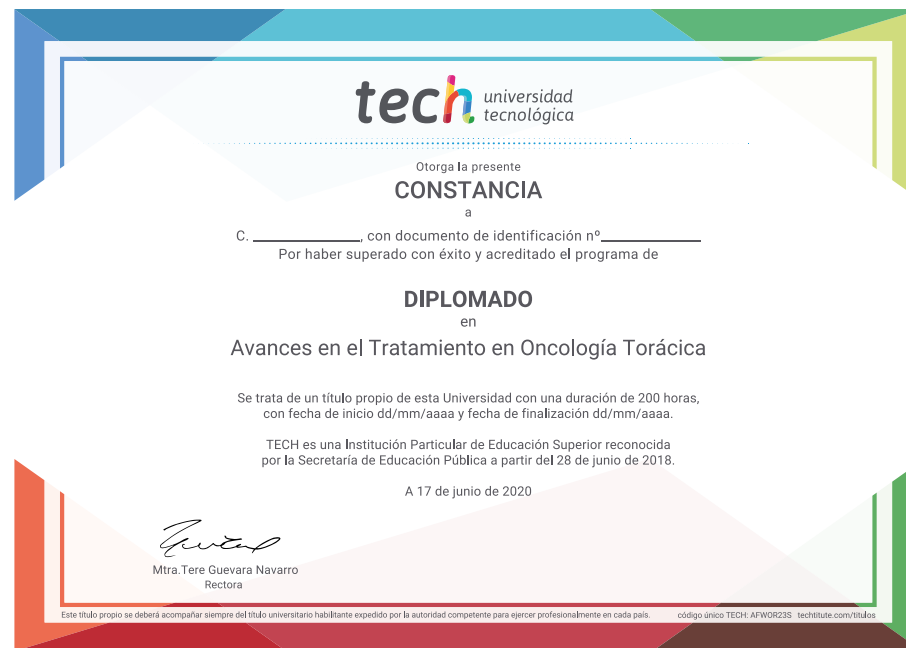 tech universidad
tecnológica
Otorga la presente
CONSTANCIA
a
C. ______________, con documento de identificación nº_____________
Por haber superado con éxito y acreditado el programa de
DIPLOMADO
en
Avances en el Tratamiento en Oncología Torácica
Se trata de un título propio de esta Universidad con una duración de 200 horas,
con fecha de inicio dd/mm/aaaa y fecha de finalización dd/mm/aaaa.
TECH es una Institución Particular de Educación Superior reconocida
por la Secretaría de Educación Pública a partir del 28 de junio de 2018.
A 17 de junio de 2020
Mtra.Tere Guevara Navarro
Rectora
Este título propio se deberá acompañar siempre del título universitario habilitante expedido por la autoridad competente para ejercer profesionalmente en cada país. código único TECH: AFWOR23S techtitute.com/titulos